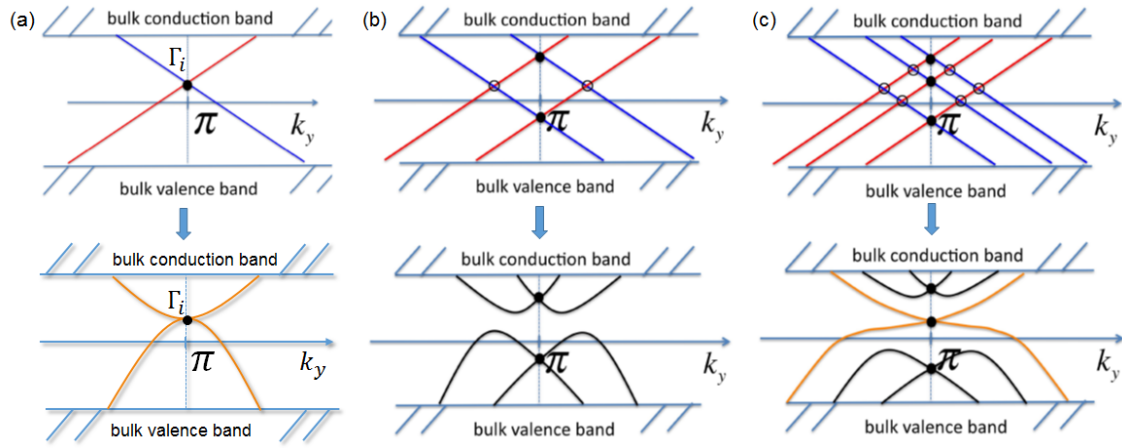 (a)
bulk conduction band
Γi
π
ky
bulk valence band
bulk conduction band
Γi
π
ky
bulk valence band
(b)
bulk conduction band
π
ky
bulk valence band
bulk conduction band
π
ky
bulk valence band
(c)
bulk conduction band
π
ky
bulk valence band
bulk conduction band
π
ky
bulk valence band